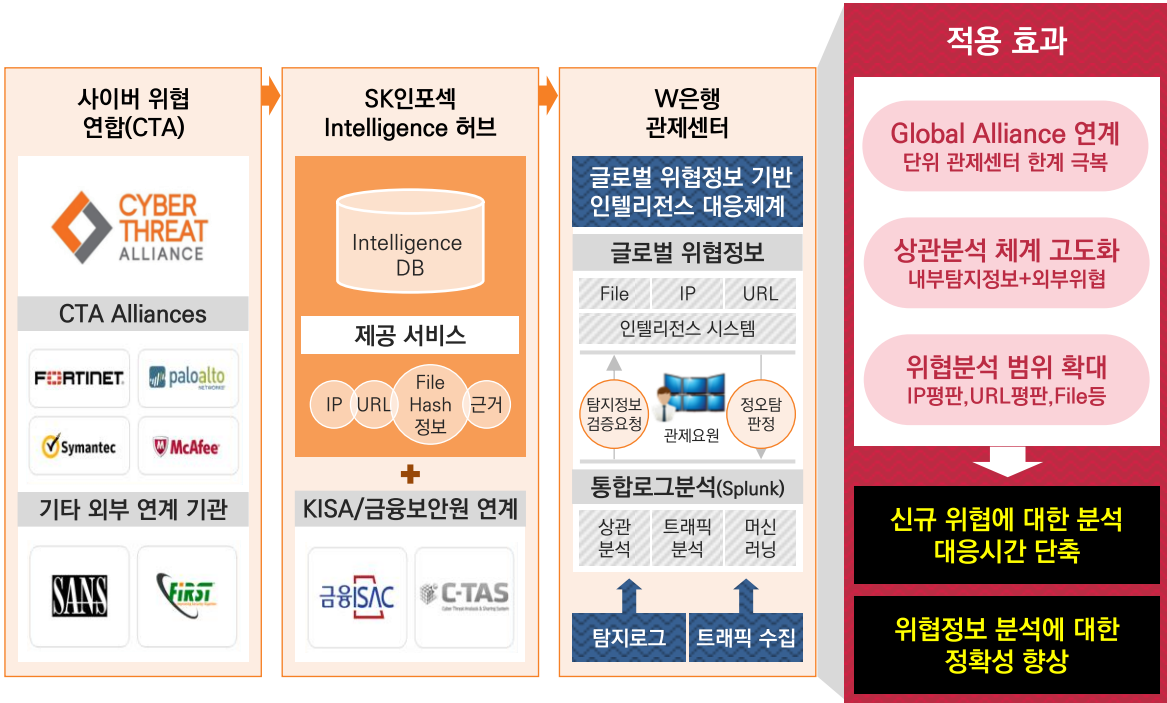 사이버 위협
연합(CTA)
CYBER
THREAT
ALLIANCE
CTA Alliances
FORTINET
paloalto
NETWORKS
Symantec
McAfee
기타 외부 연계 기관
SANS
FiRST
SK인포섹
Intelligence 허브
Intelligence
DB
제공 서비스
IP
URL
File
Hash
정보
근거
+
KISA/금융보안원 연계
금융ISAC
C-TAS
Cyber Threat Analysis & Sharing System
W은행
관제센터
글로벌 위협정보 기반
인텔리전스 대응체계
글로벌 위협정보
File IP URL
인텔리전스 시스템
탐지정보
검증요청
관제요원
정오탐
판정
통합로그분석(Splunk)
상관
분석
트래픽
분석
머신
러닝
탐지로그
트래픽 수집
적용 효과
Global Alliance 연계
단위 관제센터 한계 극복
상관분석 체계 고도화
내부탐지정보+외부위협
위협분석 범위 확대
IP평판,URL평판,File등
신규 위협에 대한 분석
대응시간 단축
위협정보 분석에 대한
정확성 향상